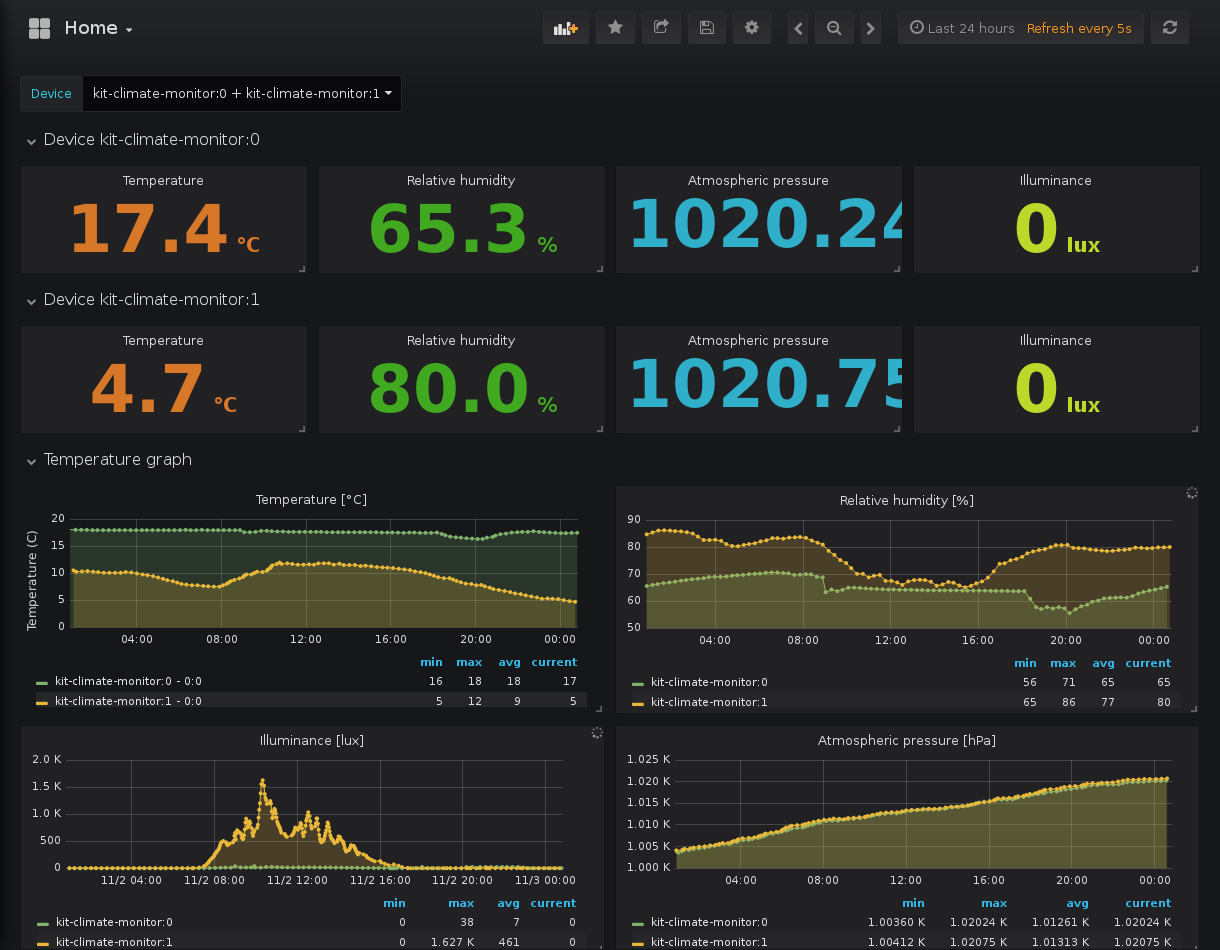 Home
Last 24 hours Refresh every 5s
Device kit-climate-monitor:0 + kit-climate-monitor:1
Device kit-climate-monitor:0
Temperature Relative humidity Atmospheric pressure Illuminance
17.4 °C 65.3 % 1020.24 0 lux
Device kit-climate-monitor:1
Temperature Relative humidity Atmospheric pressure Illuminance
4.7 °C 80.0 % 1020.75 0 lux
Temperature graph
Temperature [°C]
Temperature (C)
20
15
10
5
0
04:00 08:00 12:00 16:00 20:00 00:00
min max avg current
kit-climate-monitor:0 - 0:0 16 18 18 17
kit-climate-monitor:1 - 0:0 5 12 9 5
Relative humidity [%]
90
80
70
60
50
04:00 08:00 12:00 16:00 20:00 00:00
min max avg current
kit-climate-monitor:0 56 71 65 65
kit-climate-monitor:1 65 86 77 80
Illuminance [lux]
2.0 K
1.5 K
1.0 K
500
0
11/2 04:00 11/2 08:00 11/2 12:00 11/2 16:00 11/2 20:00 11/3 00:00
min max avg current
kit-climate-monitor:0 0 38 7 0
kit-climate-monitor:1 0 1.627 K 461 0
Atmospheric pressure [hPa]
1.025 K
1.020 K
1.015 K
1.010 K
1.005 K
1.000 K
04:00 08:00 12:00 16:00 20:00 00:00
min max avg current
kit-climate-monitor:0 1.00360 K 1.02024 K 1.01261 K 1.02024 K
kit-climate-monitor:1 1.00412 K 1.02075 K 1.01313 K 1.02075 K